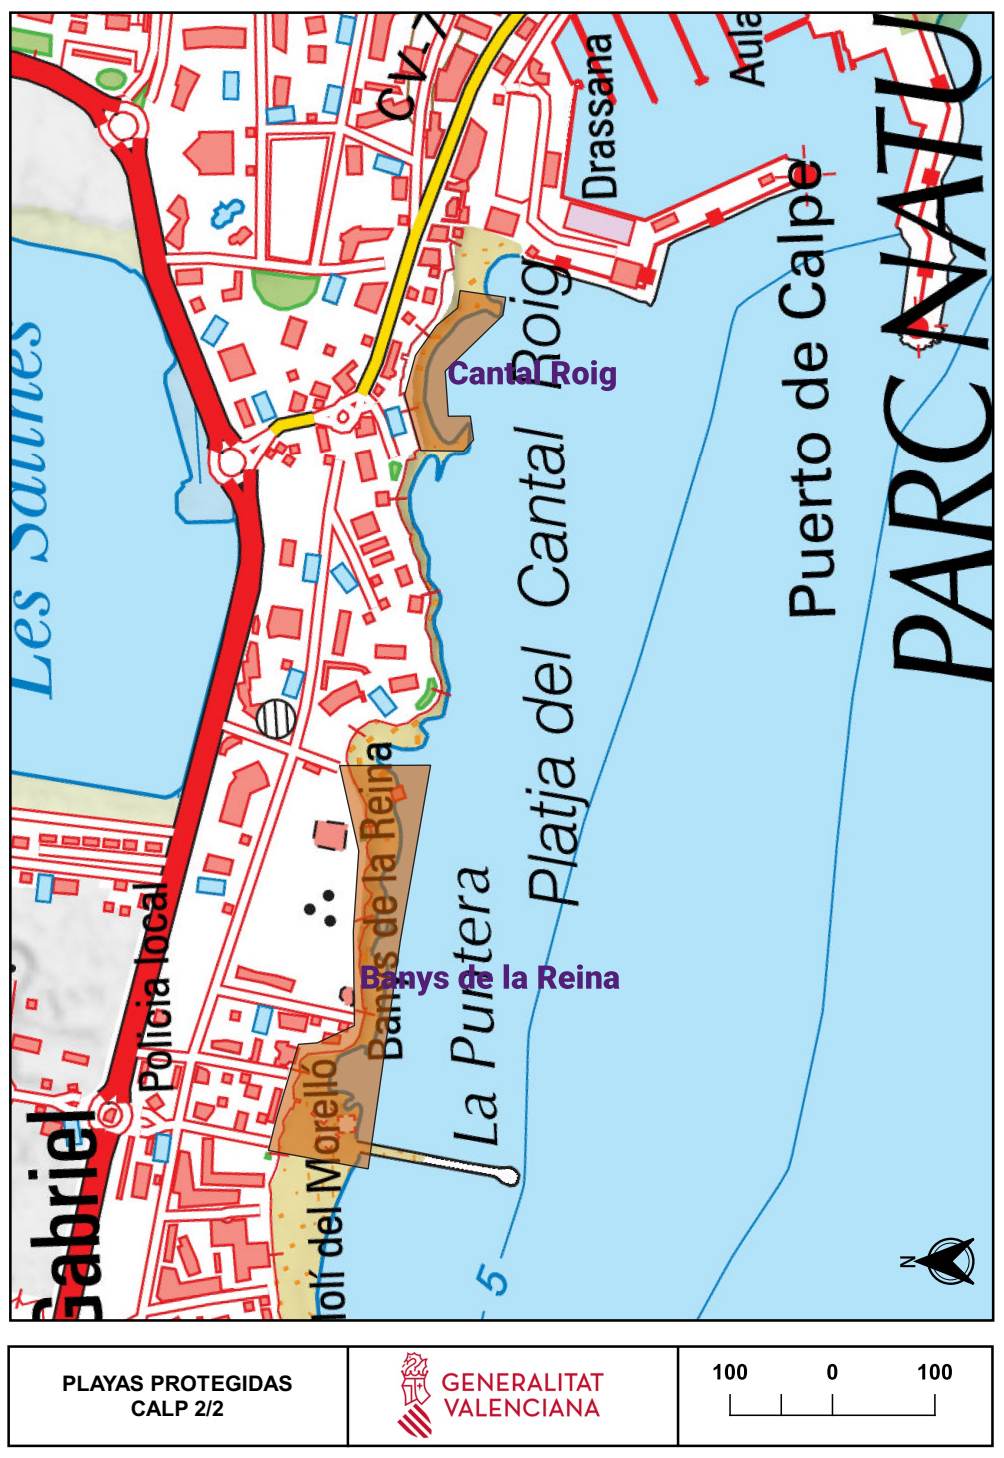 CV-7
Drassana
Aula
Les Salines
Cantal Roig
Platja del Cantal Roig
Puerto de Calpe
PARC NATU
Banys de la Reina
Banys de la Reina
La Puntera
Policia local
Gabriel
Molí del Morelló
5
N
PLAYAS PROTEGIDAS
CALP 2/2
GENERALITAT
VALENCIANA
100 0 100